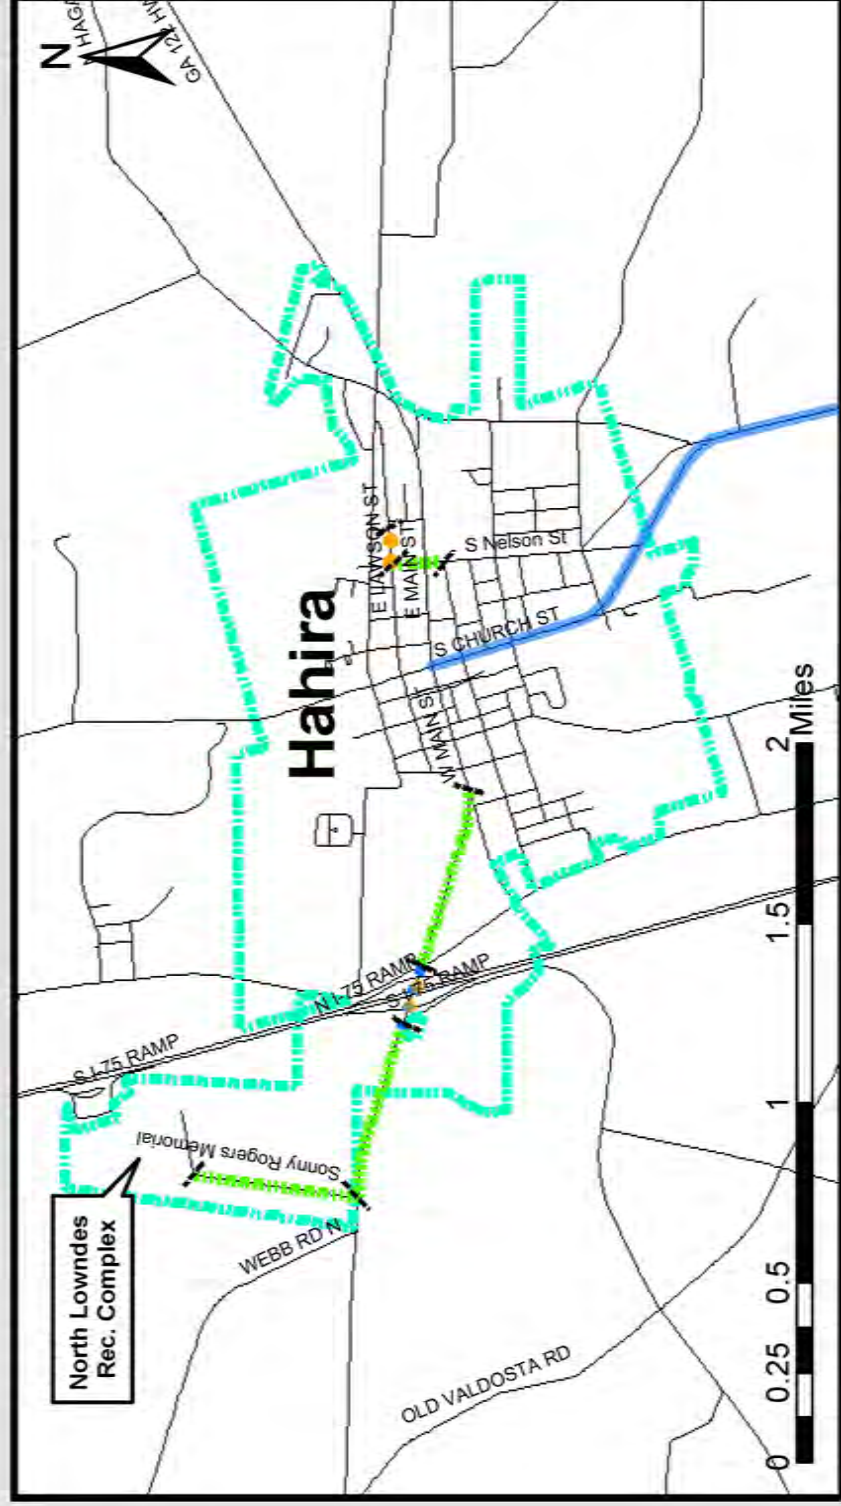 N
HAGA
GA 122 HW
E LAWSON ST
E MAIN ST
S Nelson St
Hahira
S CHURCH ST
W MAIN ST
N I-75 RAMP
S I-75 RAMP
S I-75 RAMP
Sonny Rogers Memorial
North Lowndes
Rec. Complex
WEBB RD N
OLD VALDOSTA RD
0 0.25 0.5 1 1.5 2
Miles